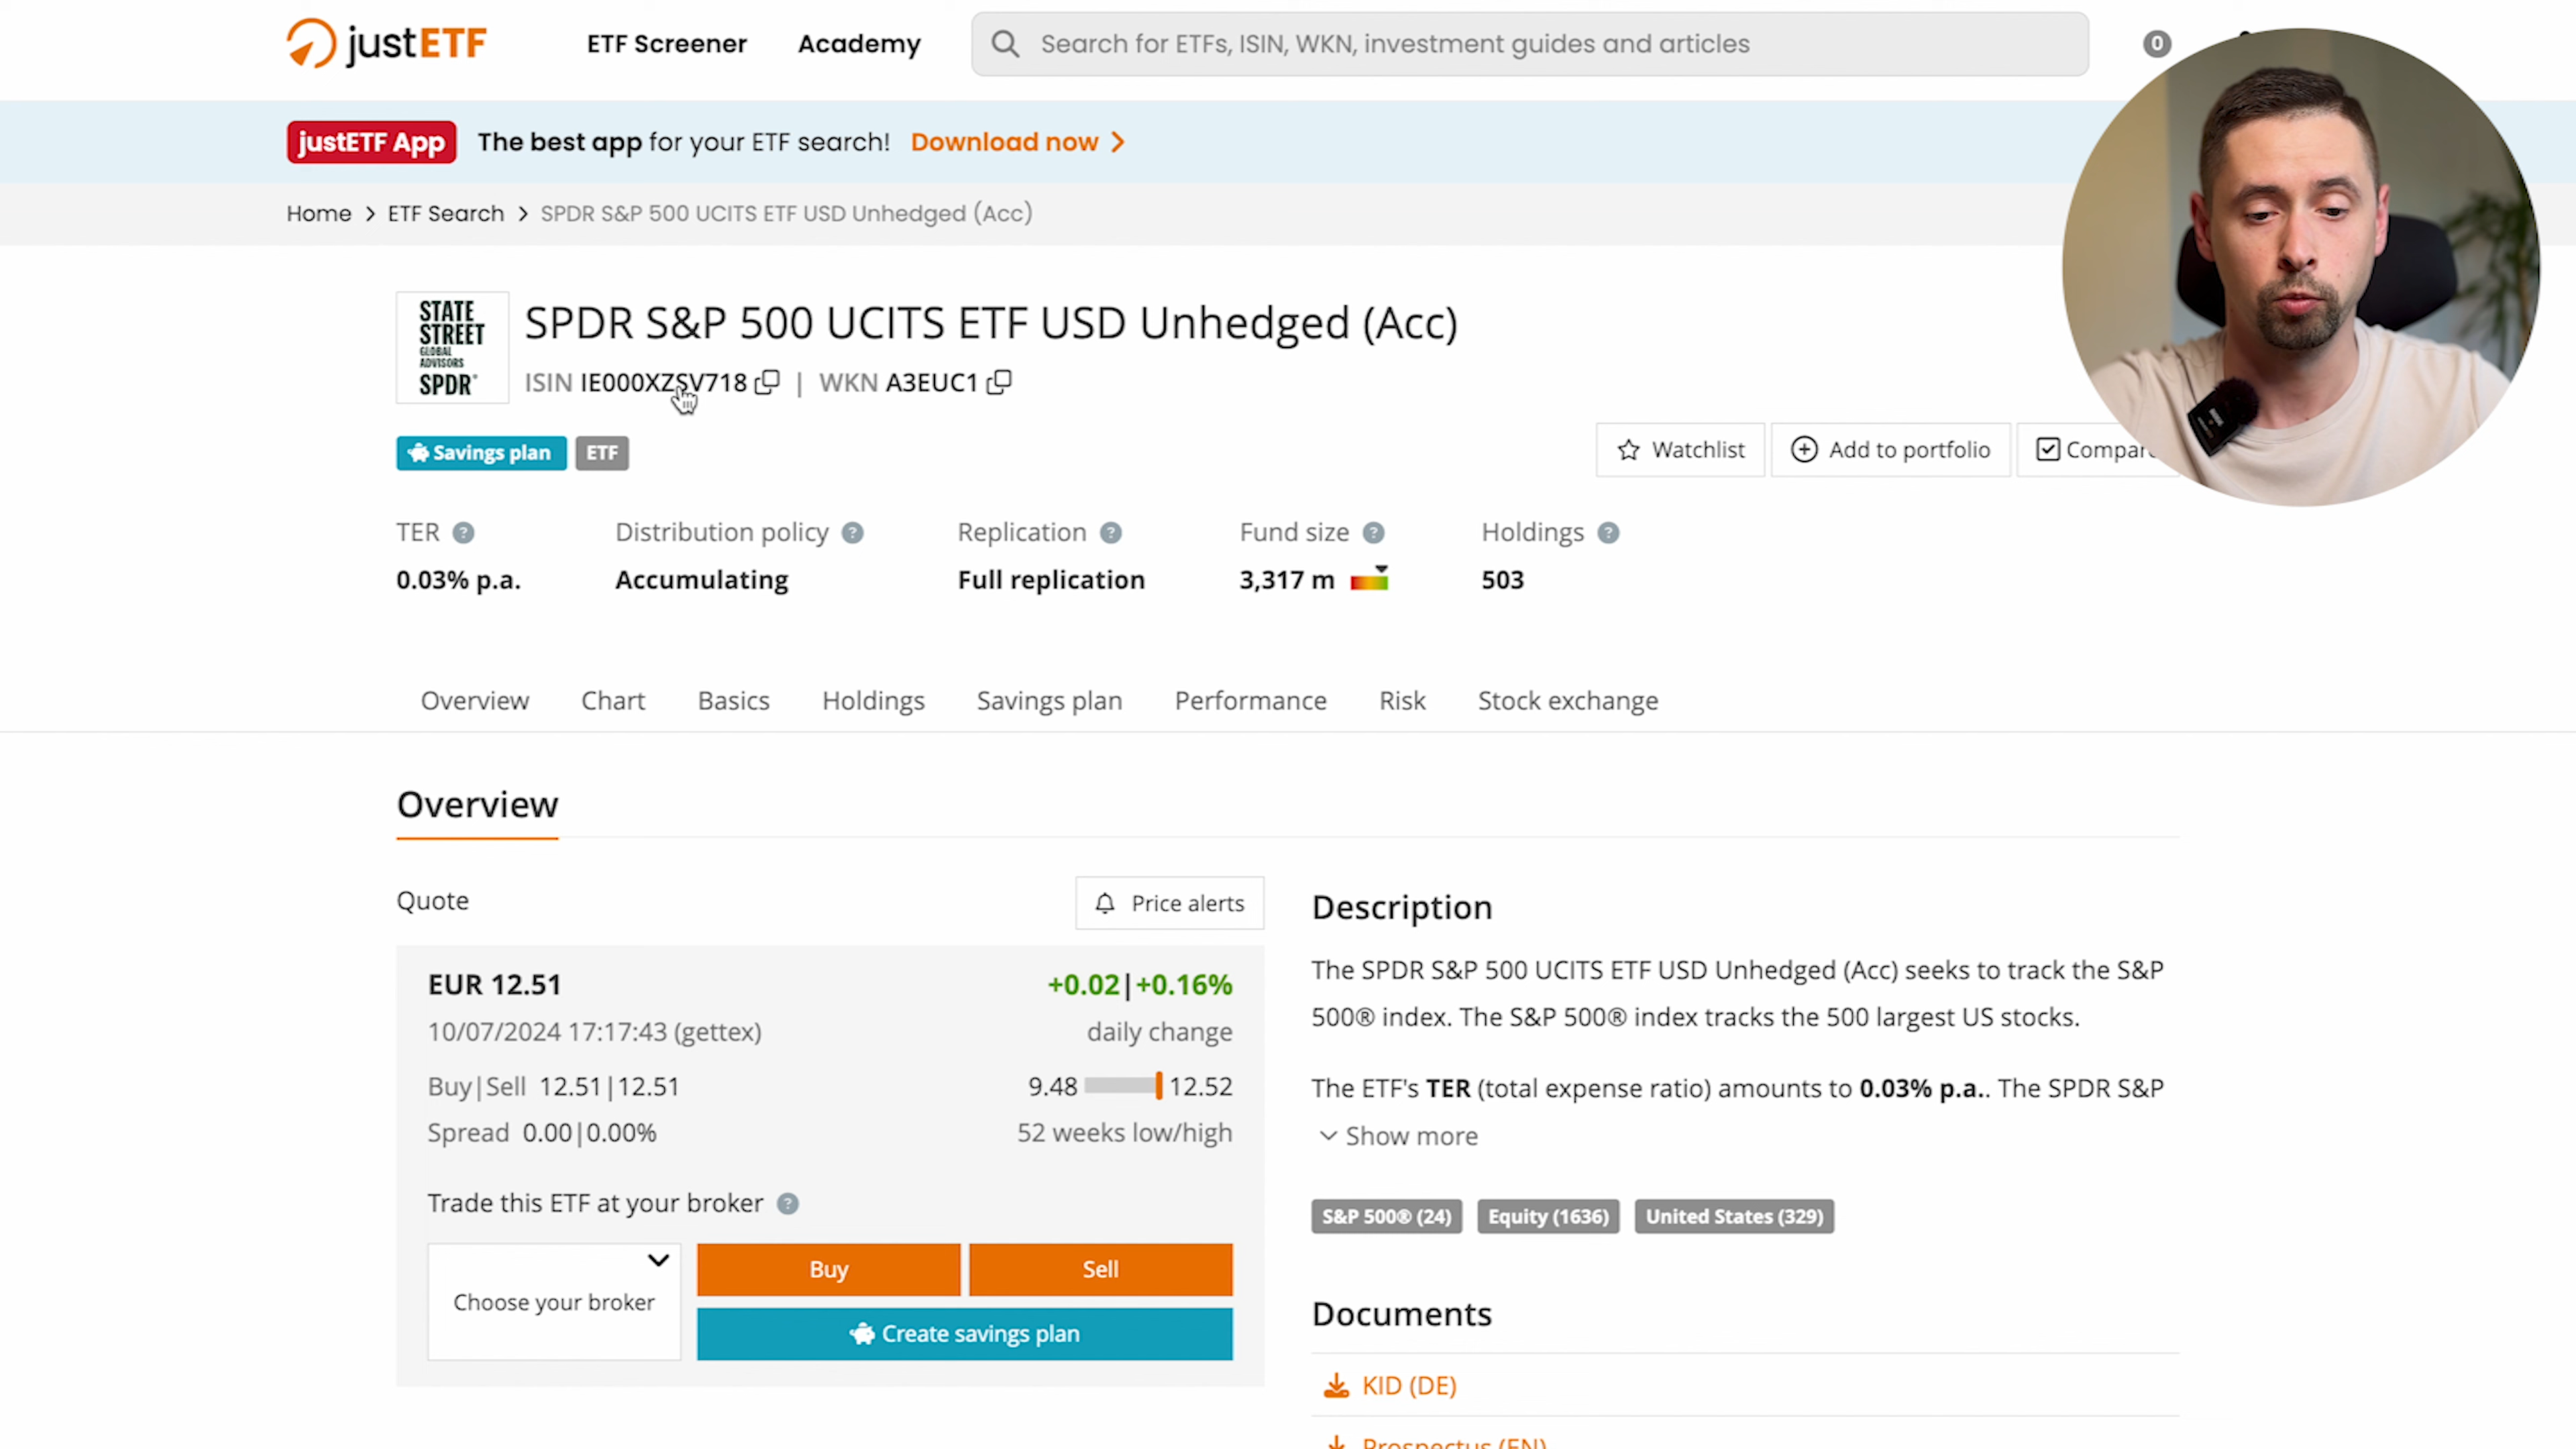 justETF
ETF Screener
Academy
Search for ETFs, ISIN, WKN, investment guides and articles
0
justETF App
The best app for your ETF search!
Download now
Home > ETF Search > SPDR S&P 500 UCITS ETF USD Unhedged (Acc)
STATE
STREET
GLOBAL
ADVISORS
SPDR®
SPDR S&P 500 UCITS ETF USD Unhedged (Acc)
ISIN IE000XZSV718 | WKN A3EUC1
Savings plan
ETF
Watchlist
Add to portfolio
Compare
TER ?
Distribution policy ?
Replication ?
Fund size ?
Holdings ?
0.03% p.a.
Accumulating
Full replication
3,317 m
503
Overview
Chart
Basics
Holdings
Savings plan
Performance
Risk
Stock exchange
Overview
Quote
Price alerts
EUR 12.51
+0.02|+0.16%
10/07/2024 17:17:43 (gettex)
daily change
Buy|Sell 12.51|12.51
9.48
12.52
Spread 0.00|0.00%
52 weeks low/high
Trade this ETF at your broker ?
Choose your broker
Buy
Sell
Create savings plan
Description
The SPDR S&P 500 UCITS ETF USD Unhedged (Acc) seeks to track the S&P
500® index. The S&P 500® index tracks the 500 largest US stocks.
The ETF's TER (total expense ratio) amounts to 0.03% p.a.. The SPDR S&P
Show more
S&P 500® (24)
Equity (1636)
United States (329)
Documents
KID (DE)
Prospectus (EN)